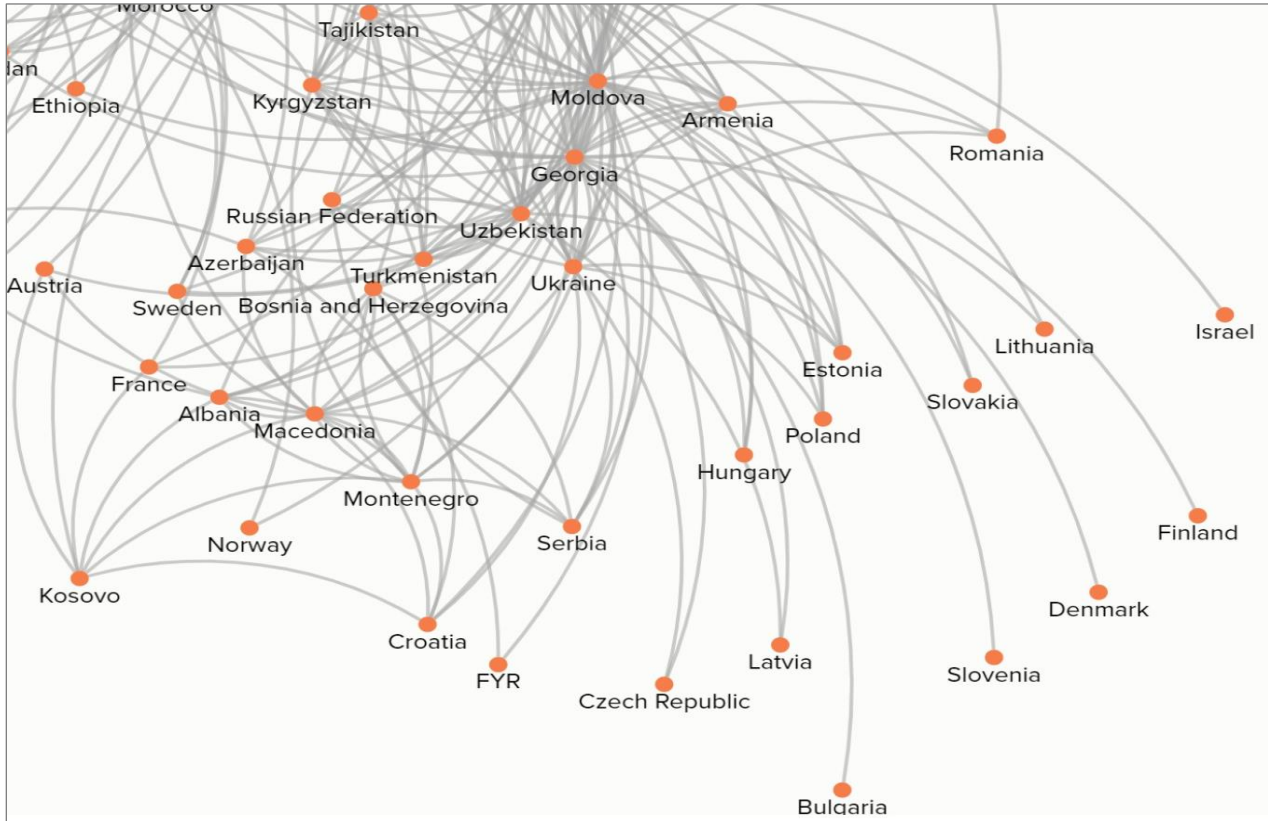 Morocco
Tajikistan
dan
Ethiopia
Kyrgyzstan
Moldova
Armenia
Romania
Georgia
Russian Federation
Uzbekistan
Azerbaijan
Turkmenistan
Ukraine
Austria
Sweden
Bosnia and Herzegovina
Israel
Lithuania
Estonia
France
Albania
Slovakia
Macedonia
Poland
Hungary
Montenegro
Finland
Norway
Serbia
Kosovo
Denmark
Croatia
Latvia
Slovenia
FYR
Czech Republic
Bulgaria